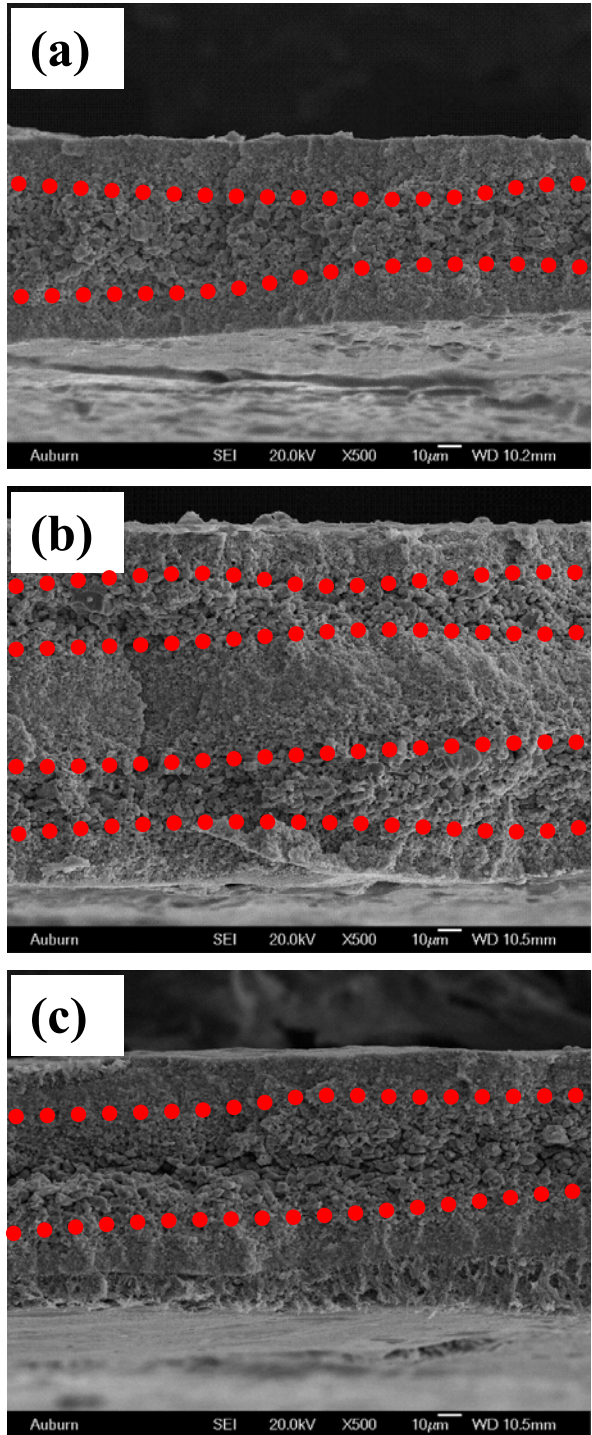 (a)
Auburn SEI 20.0kV X500 10µm WD 10.2mm
(b)
Auburn SEI 20.0kV X500 10µm WD 10.5mm
(c)
Auburn SEI 20.0kV X500 10µm WD 10.5mm